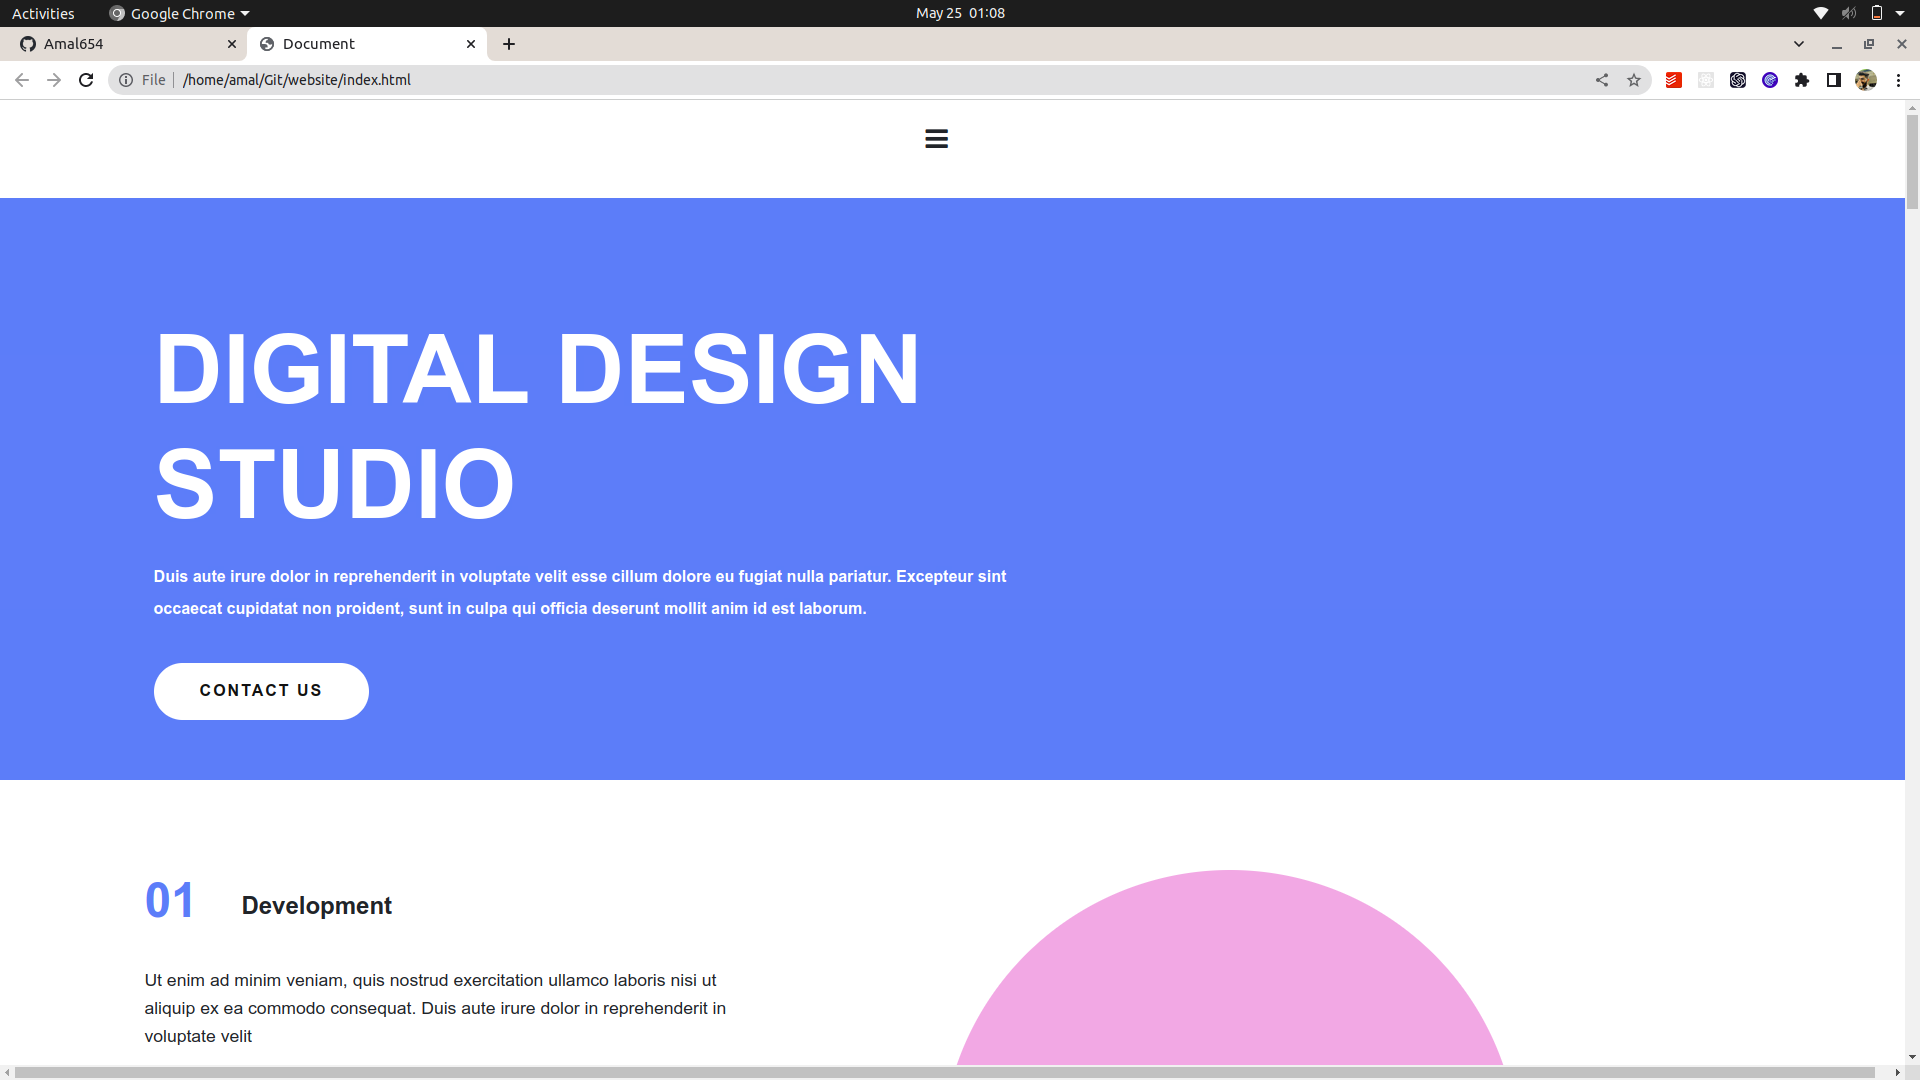 Activities
Google Chrome
May 25 01:08
Amal654
Document
File
/home/amal/Git/website/index.html
DIGITAL DESIGN
STUDIO
Duis aute irure dolor in reprehenderit in voluptate velit esse cillum dolore eu fugiat nulla pariatur. Excepteur sint
occaecat cupidatat non proident, sunt in culpa qui officia deserunt mollit anim id est laborum.
CONTACT US
01
Development
Ut enim ad minim veniam, quis nostrud exercitation ullamco laboris nisi ut
aliquip ex ea commodo consequat. Duis aute irure dolor in reprehenderit in
voluptate velit